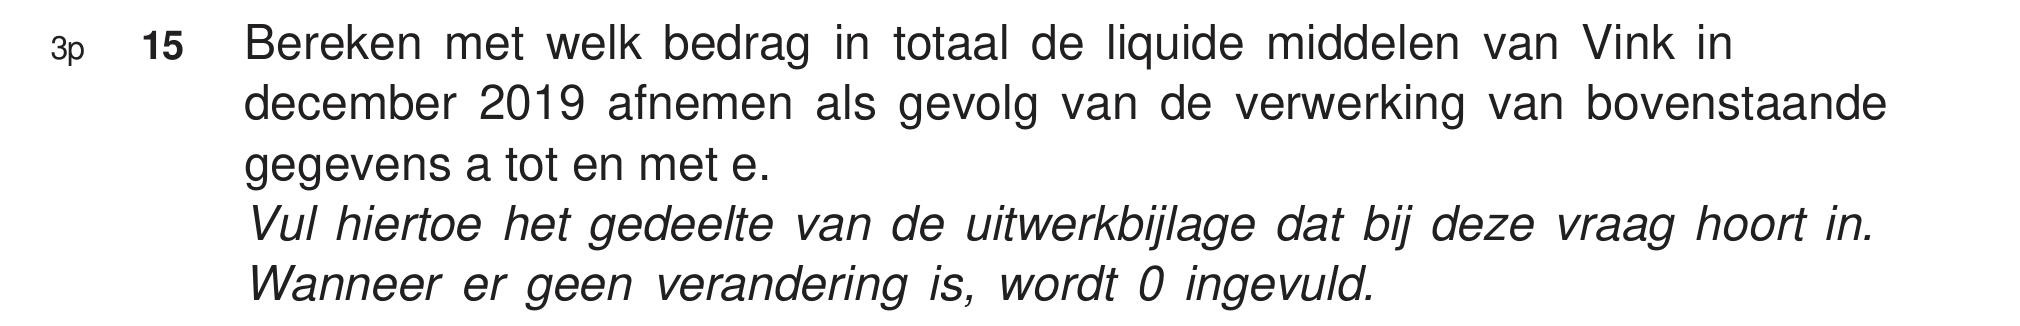 3p 15 Bereken met welk bedrag in totaal de liquide middelen van Vink in
december 2019 afnemen als gevolg van de verwerking van bovenstaande
gegevens a tot en met e.
Vul hiertoe het gedeelte van de uitwerkbijlage dat bij deze vraag hoort in.
Wanneer er geen verandering is, wordt 0 ingevuld.